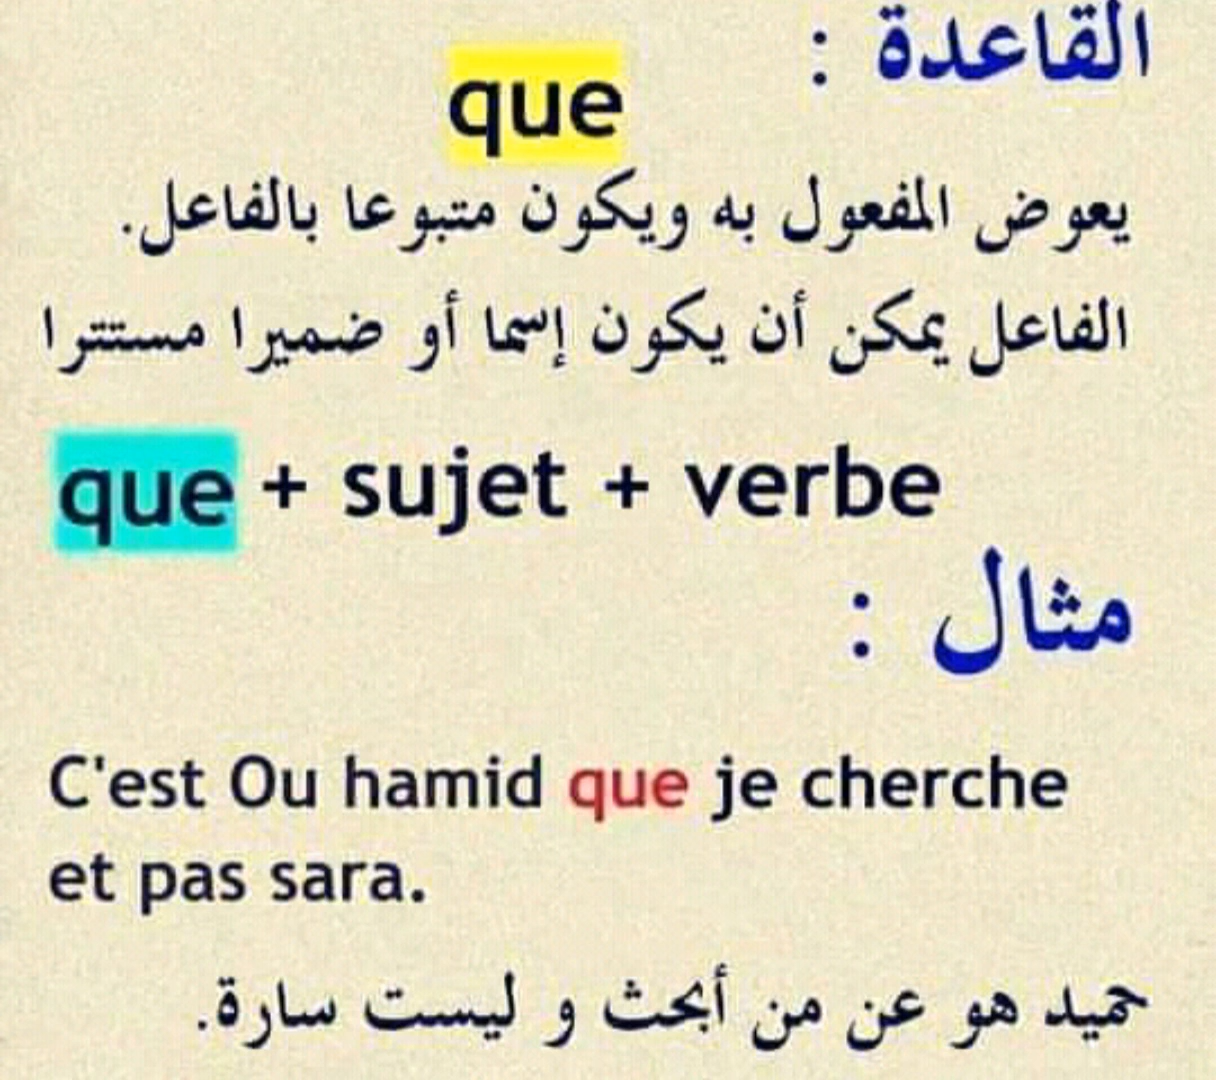 القاعدة :
que
يعوض المفعول به ويكون متبوعا بالفاعل.
الفاعل يمكن أن يكون إسما أو ضميرا مستترا
que + sujet + verbe
مثال :
C'est Ou hamid que je cherche
et pas sara.
حميد هو عن من أبحث و ليست سارة.